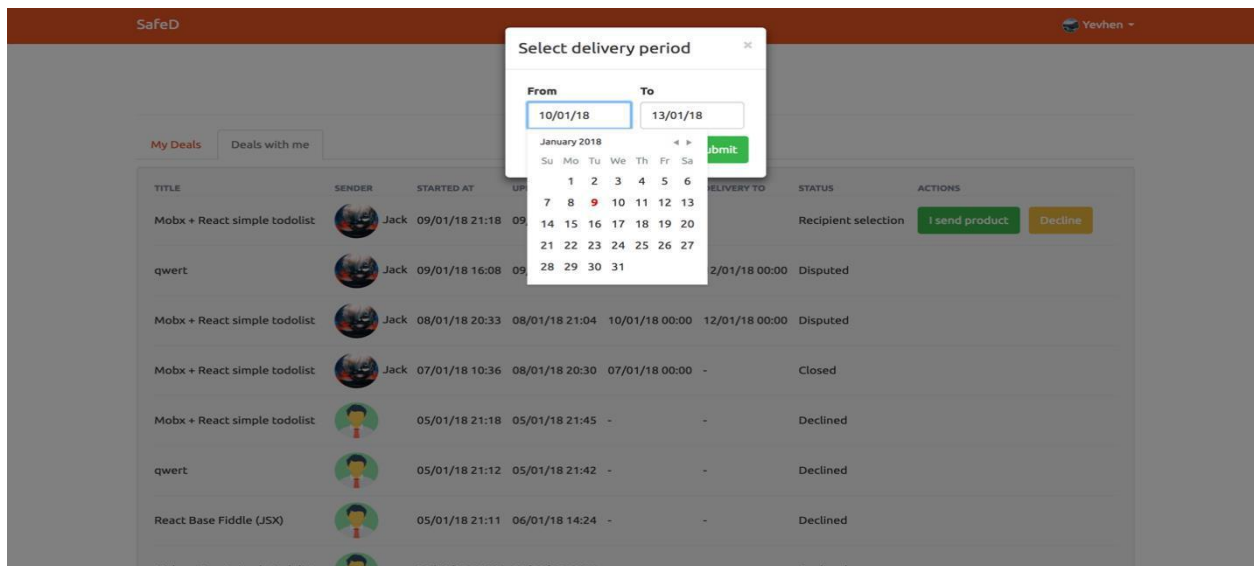 SafeD
Yevhen
Select delivery period ×
From To
10/01/18 13/01/18
January 2018
Su Mo Tu We Th Fr Sa
1 2 3 4 5 6
7 8 9 10 11 12 13
14 15 16 17 18 19 20
21 22 23 24 25 26 27
28 29 30 31
My Deals Deals with me
TITLE SENDER STARTED AT DELIVERY TO STATUS ACTIONS
Mobx + React simple todolist Jack 09/01/18 21:18 Recipient selection I send product Decline
qwert Jack 09/01/18 16:08 2/01/18 00:00 Disputed
Mobx + React simple todolist Jack 08/01/18 20:33 08/01/18 21:04 10/01/18 00:00 12/01/18 00:00 Disputed
Mobx + React simple todolist Jack 07/01/18 10:36 08/01/18 20:30 07/01/18 00:00 - Closed
Mobx + React simple todolist 05/01/18 21:18 05/01/18 21:45 - - Declined
qwert 05/01/18 21:12 05/01/18 21:42 - - Declined
React Base Fiddle (JSX) 05/01/18 21:11 06/01/18 14:24 - - Declined